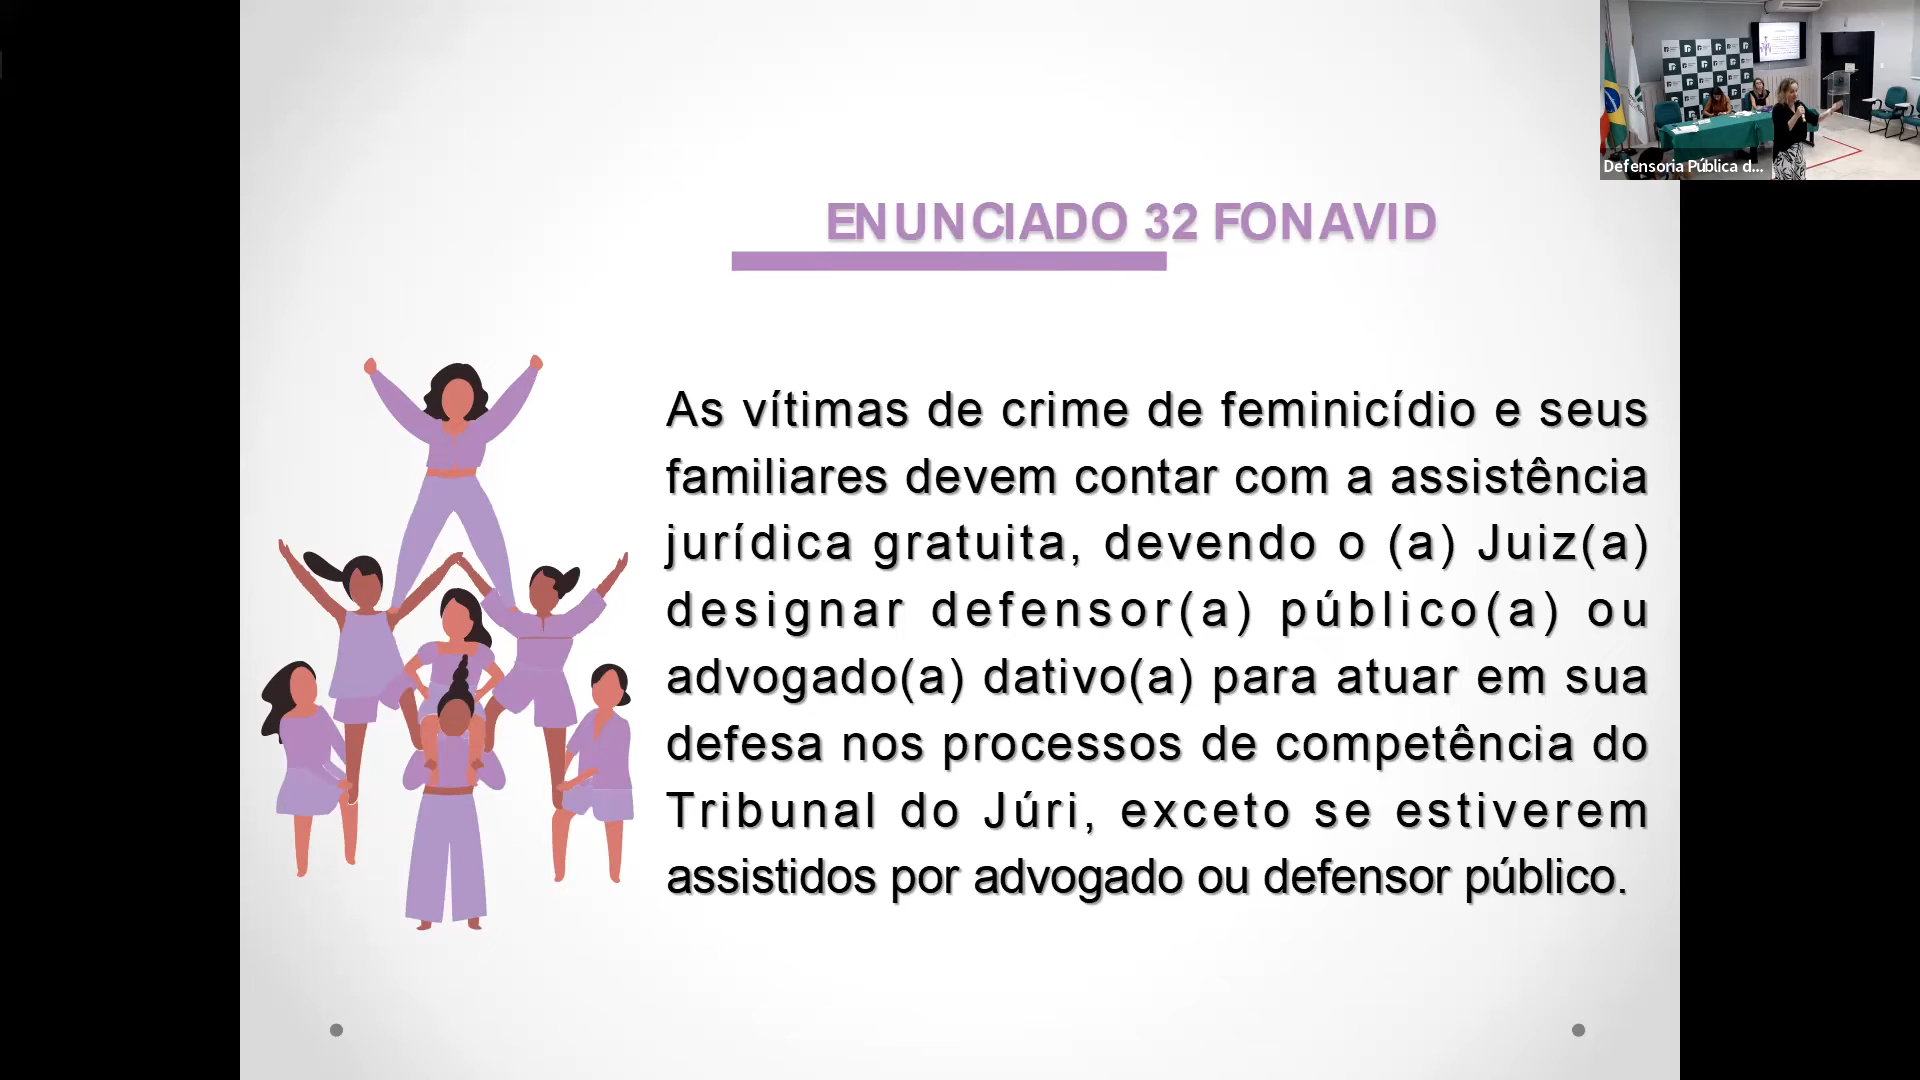 Defensoria Pública d...
ENUNCIADO 32 FONAVID
As vítimas de crime de feminicídio e seus
familiares devem contar com a assistência
jurídica gratuita, devendo o (a) Juiz(a)
designar defensor(a) público(a) ou
advogado(a) dativo(a) para atuar em sua
defesa nos processos de competência do
Tribunal do Júri, exceto se estiverem
assistidos por advogado ou defensor público.